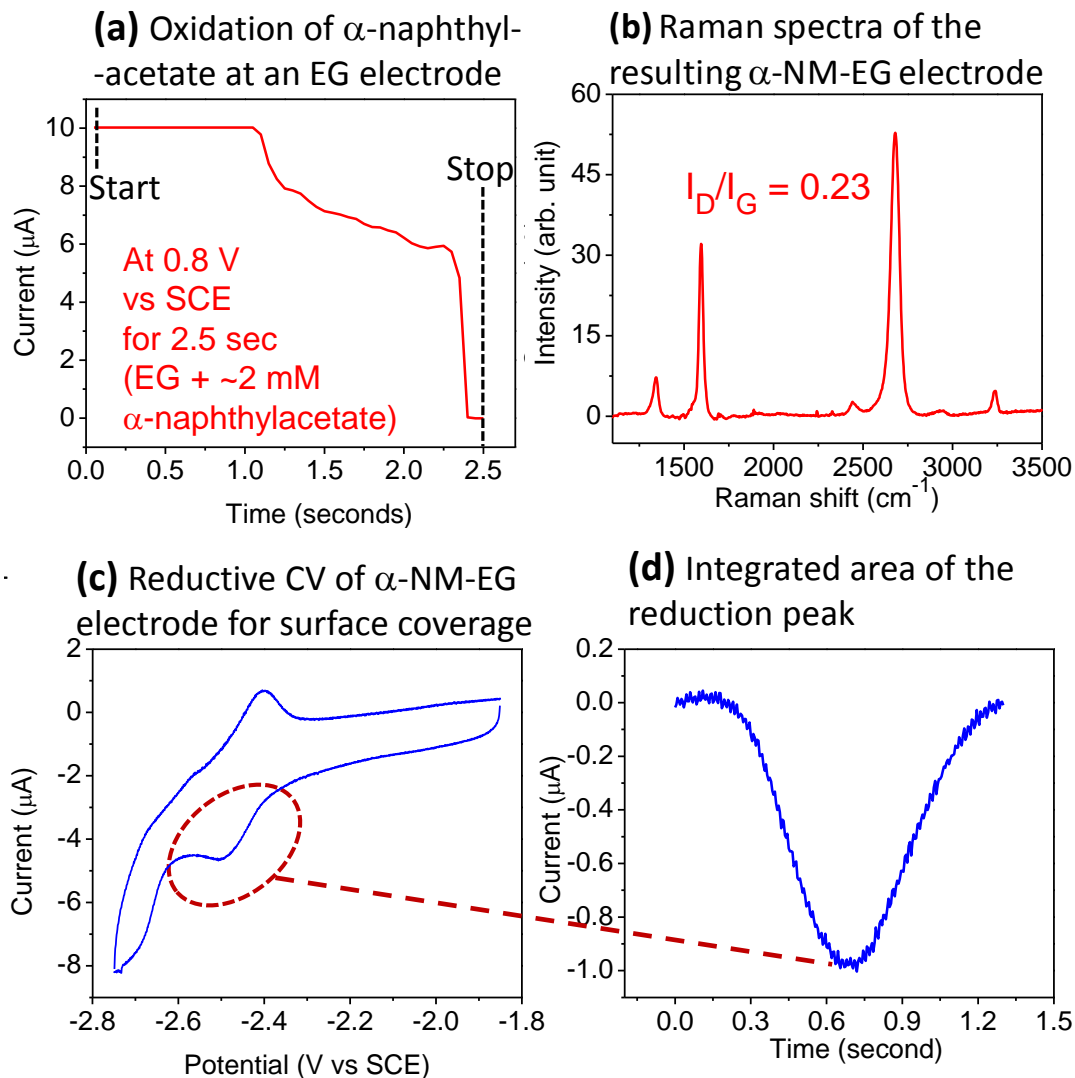 (a) Oxidation of α-naphthyl-
-acetate at an EG electrode
10
8
6
4
2
0
Current (μA)
Start
Stop
At 0.8 V
vs SCE
for 2.5 sec
(EG + ~2 mM
α-naphthylacetate)
0.0 0.5 1.0 1.5 2.0 2.5
Time (seconds)
(b) Raman spectra of the
resulting α-NM-EG electrode
60
45
30
15
0
Intensity (arb. unit)
I_D/I_G = 0.23
1500 2000 2500 3000 3500
Raman shift (cm⁻¹)
(c) Reductive CV of α-NM-EG
electrode for surface coverage
2
0
-2
-4
-6
-8
Current (μA)
-2.8 -2.6 -2.4 -2.2 -2.0 -1.8
Potential (V vs SCE)
(d) Integrated area of the
reduction peak
0.2
0.0
-0.2
-0.4
-0.6
-0.8
-1.0
Current (μA)
0.0 0.3 0.6 0.9 1.2 1.5
Time (second)